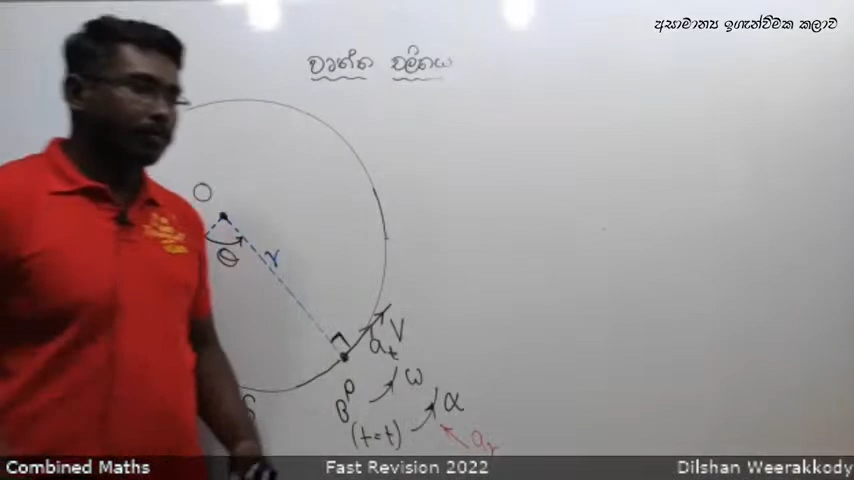 අසාමාන්‍ය ඉගැන්වීමක කලාව
වෘත්ත චලිතය
O
θ
r
V
a_t
P
ω
B
α
(t=t)
a_r
Combined Maths
Fast Revision 2022
Dilshan Weerakkody